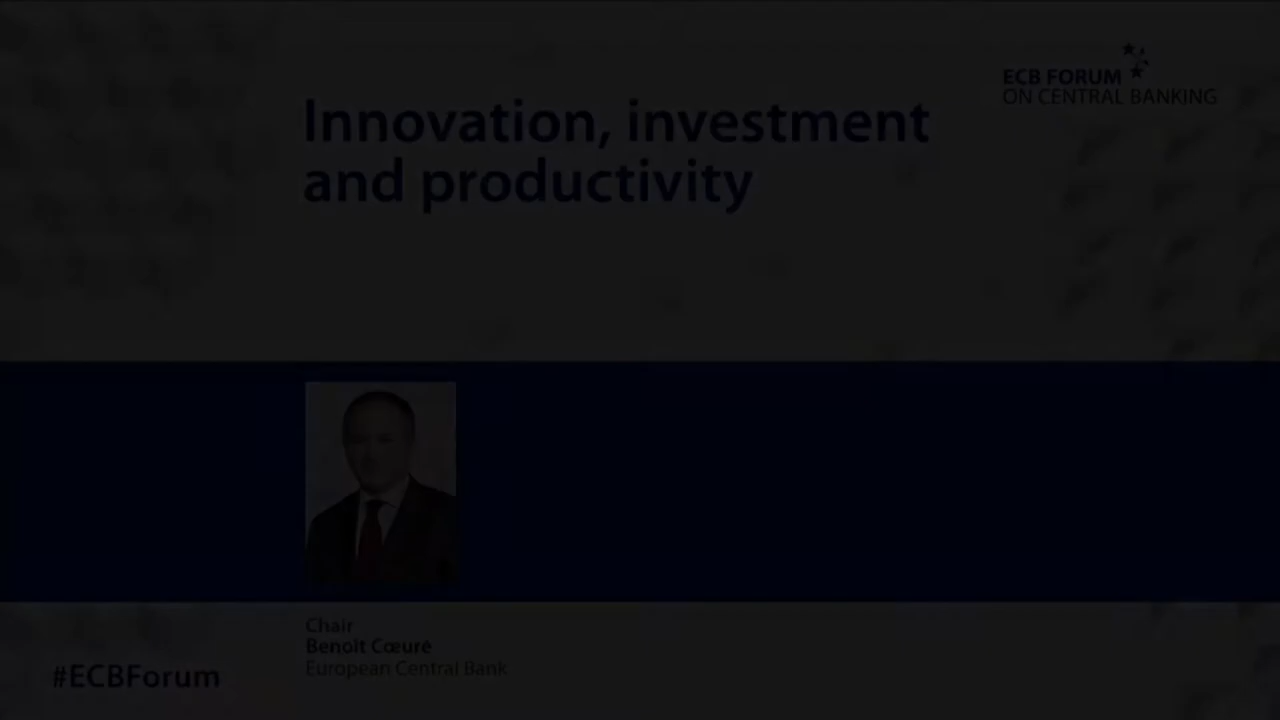 ECB FORUM
ON CENTRAL BANKING
Innovation, investment
and productivity
Chair
Benoît Cœuré
European Central Bank
#ECBForum